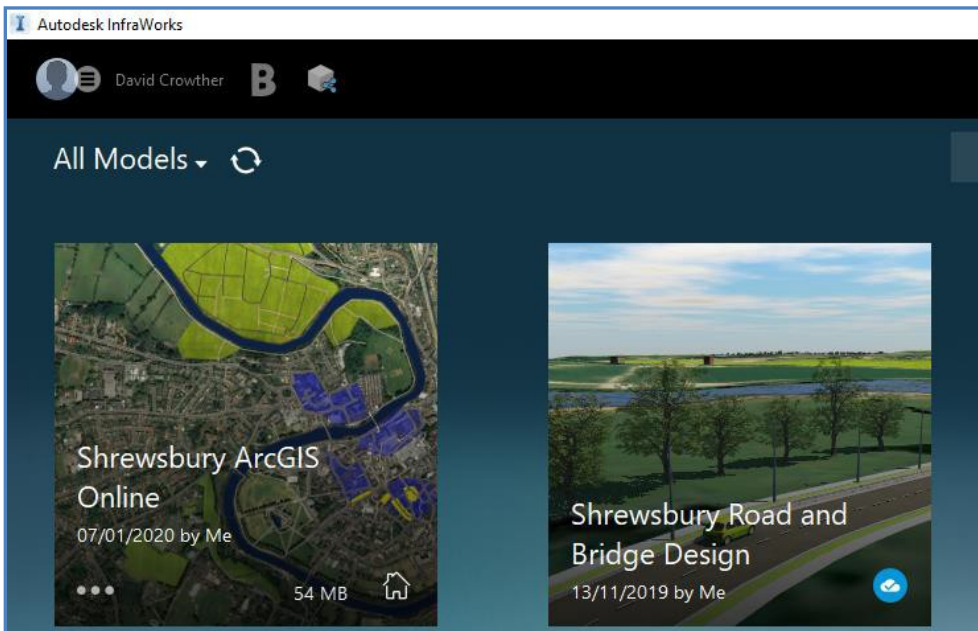 Autodesk InfraWorks
David Crowther
B
All Models
Shrewsbury ArcGIS
Online
07/01/2020 by Me
54 MB
Shrewsbury Road and
Bridge Design
13/11/2019 by Me